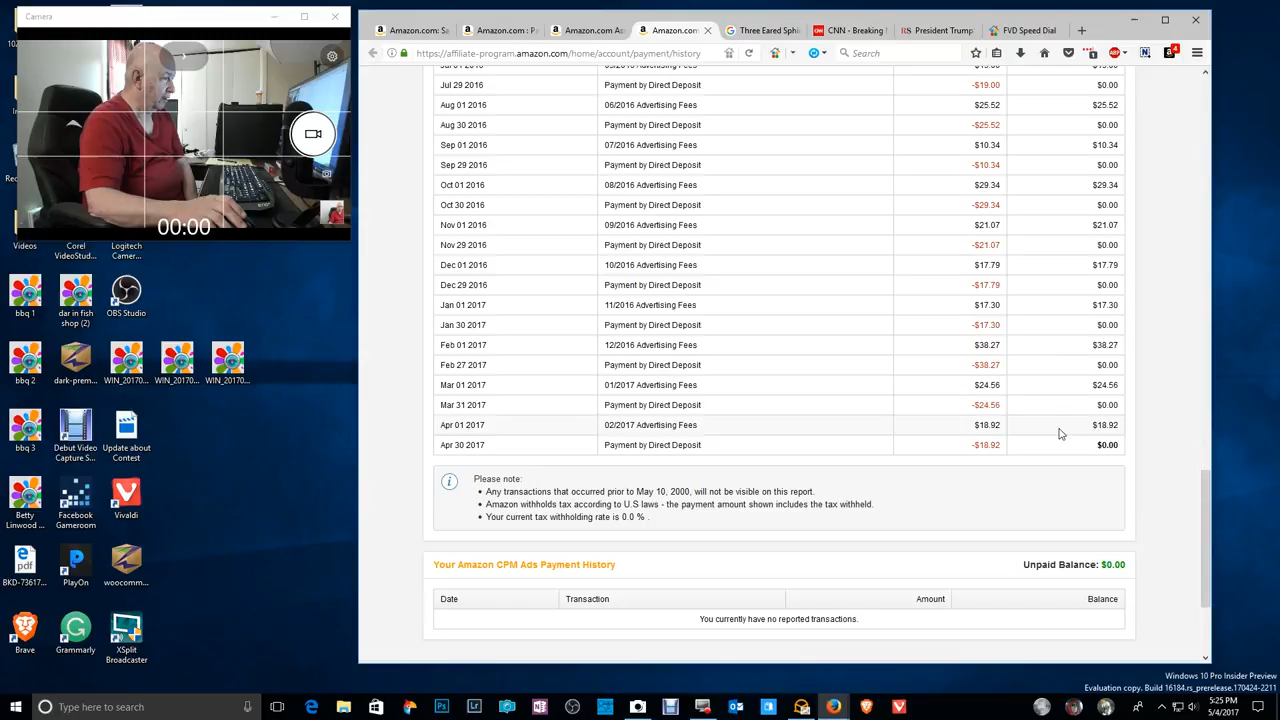 Camera
00:00
Amazon.com: Sa
Amazon.com : P
Amazon.com As
Amazon.com
Three Eared Sph
CNN - Breaking
President Trump
FVD Speed Dial
https://affiliate-program.amazon.com/home/account/payment/history
Search
4
Jul 29 2016 Payment by Direct Deposit -$19.00 $0.00
Aug 01 2016 06/2016 Advertising Fees $25.52 $25.52
Aug 30 2016 Payment by Direct Deposit -$25.52 $0.00
Sep 01 2016 07/2016 Advertising Fees $10.34 $10.34
Sep 29 2016 Payment by Direct Deposit -$10.34 $0.00
Oct 01 2016 08/2016 Advertising Fees $29.34 $29.34
Oct 30 2016 Payment by Direct Deposit -$29.34 $0.00
Nov 01 2016 09/2016 Advertising Fees $21.07 $21.07
Nov 29 2016 Payment by Direct Deposit -$21.07 $0.00
Dec 01 2016 10/2016 Advertising Fees $17.79 $17.79
Dec 29 2016 Payment by Direct Deposit -$17.79 $0.00
Jan 01 2017 11/2016 Advertising Fees $17.30 $17.30
Jan 30 2017 Payment by Direct Deposit -$17.30 $0.00
Feb 01 2017 12/2016 Advertising Fees $38.27 $38.27
Feb 27 2017 Payment by Direct Deposit -$38.27 $0.00
Mar 01 2017 01/2017 Advertising Fees $24.56 $24.56
Mar 31 2017 Payment by Direct Deposit -$24.56 $0.00
Apr 01 2017 02/2017 Advertising Fees $18.92 $18.92
Apr 30 2017 Payment by Direct Deposit -$18.92 $0.00
Please note:
• Any transactions that occurred prior to May 10, 2000, will not be visible on this report.
• Amazon withholds tax according to U.S laws - the payment amount shown includes the tax withheld.
• Your current tax withholding rate is 0.0 % .
Your Amazon CPM Ads Payment History Unpaid Balance: $0.00
Date Transaction Amount Balance
You currently have no reported transactions.
Videos
Corel VideoStud...
Logitech Camer...
bbq 1
dar in fish shop (2)
OBS Studio
bbq 2
dark-prem...
WIN_20170...
WIN_20170...
WIN_20170...
bbq 3
Debut Video Capture S...
Update about Contest
Betty Linwood ...
Facebook Gameroom
Vivaldi
BKD-73617...
PlayOn
woocomm...
Brave
Grammarly
XSplit Broadcaster
Windows 10 Pro Insider Preview
Evaluation copy. Build 16184.rs_prerelease.170424-2211
Type here to search
5:25 PM
5/4/2017